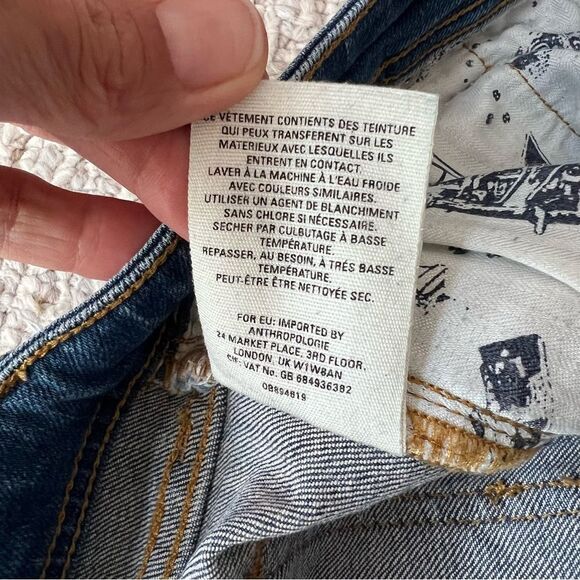 CE VÊTEMENT CONTIENTS DES TEINTURE
QUI PEUX TRANSFERENT SUR LES
MATERIEUX AVEC LESQUELLES ILS
ENTRENT EN CONTACT.
LAVER À LA MACHINE À L'EAU FROIDE
AVEC COULEURS SIMILAIRES.
UTILISER UN AGENT DE BLANCHIMENT
SANS CHLORE SI NÉCESSAIRE.
SECHER PAR CULBUTAGE À BASSE
TEMPÉRATURE.
REPASSER, AU BESOIN, À TRÉS BASSE
TEMPÉRATURE.
PEUT-ÊTRE ÊTRE NETTOYÉE SEC.
FOR EU: IMPORTED BY
ANTHROPOLOGIE
24 MARKET PLACE, 3RD FLOOR,
LONDON, UK W1W8AN
CIF: VAT No. GB 684936382
OB894819